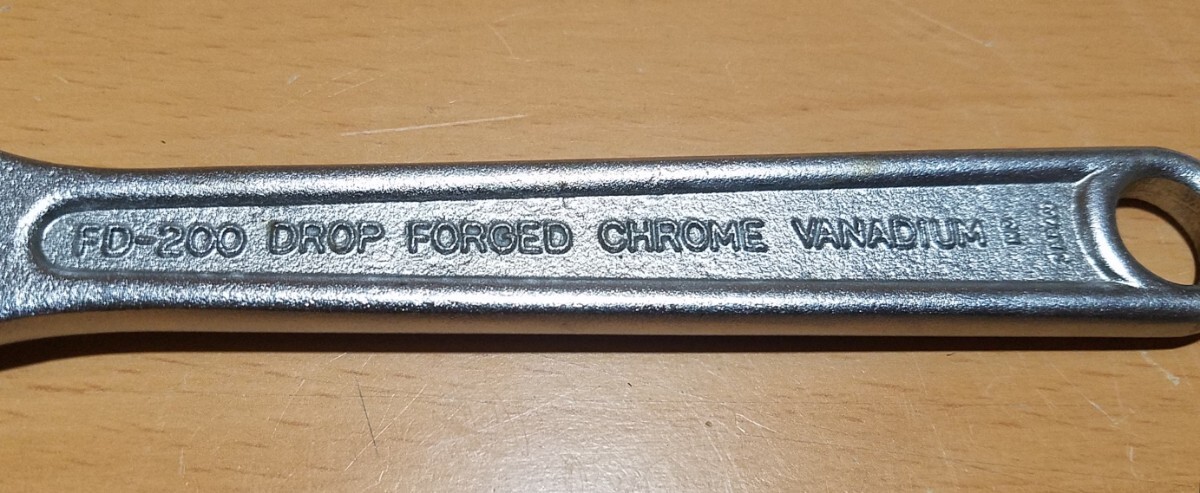 FD-200 DROP FORGED CHROME VANADIUM